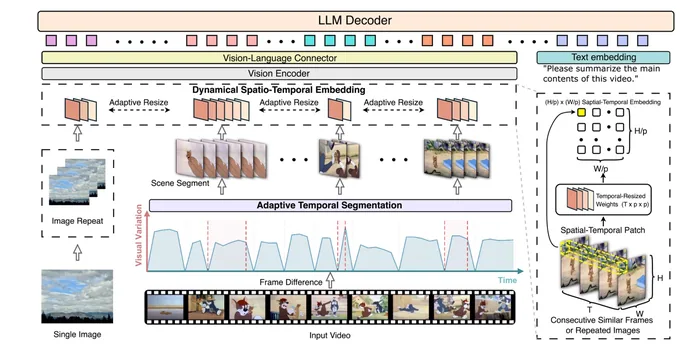 LLM Decoder
Vision-Language Connector
Text embedding
Vision Encoder
"Please summarize the main
contents of this video."
Dynamical Spatio-Temporal Embedding
Adaptive Resize
Adaptive Resize
Adaptive Resize
(H/p) x (W/p) Saptial-Temporal Embedding
H/p
W/p
Scene Segment
Image Repeat
Adaptive Temporal Segmentation
Temporal-Resized
Weights (T x p x p)
Spatial-Temporal Patch
Visual Variation
Time
Frame Difference
H
T
W
Single Image
Input Video
Consecutive Similar Frames
or Repeated Images